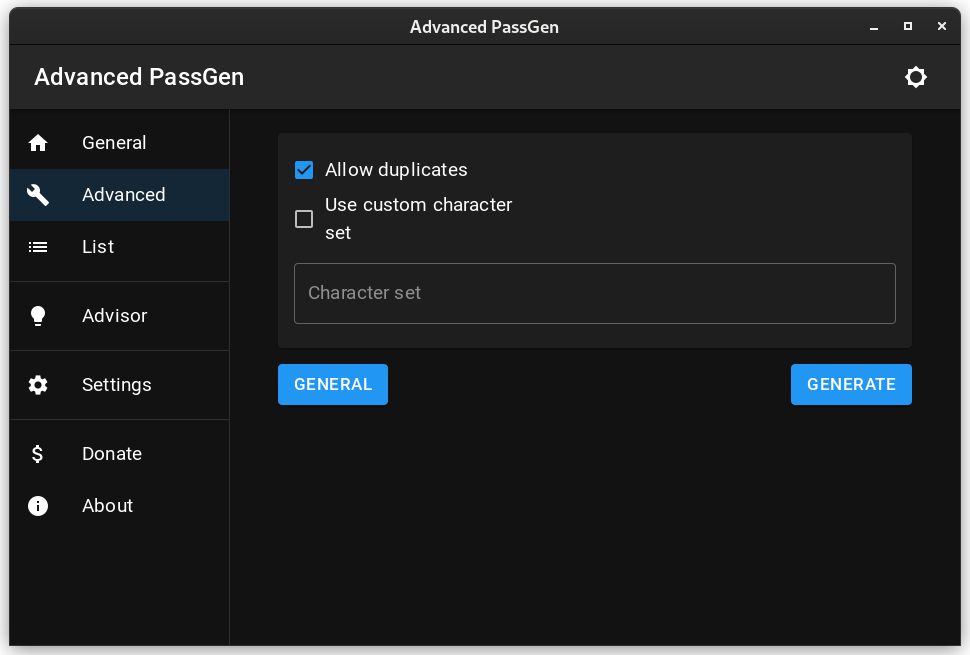 Advanced PassGen
Advanced PassGen
General
Advanced
List
Advisor
Settings
Donate
About
Allow duplicates
Use custom character
set
Character set
GENERAL
GENERATE